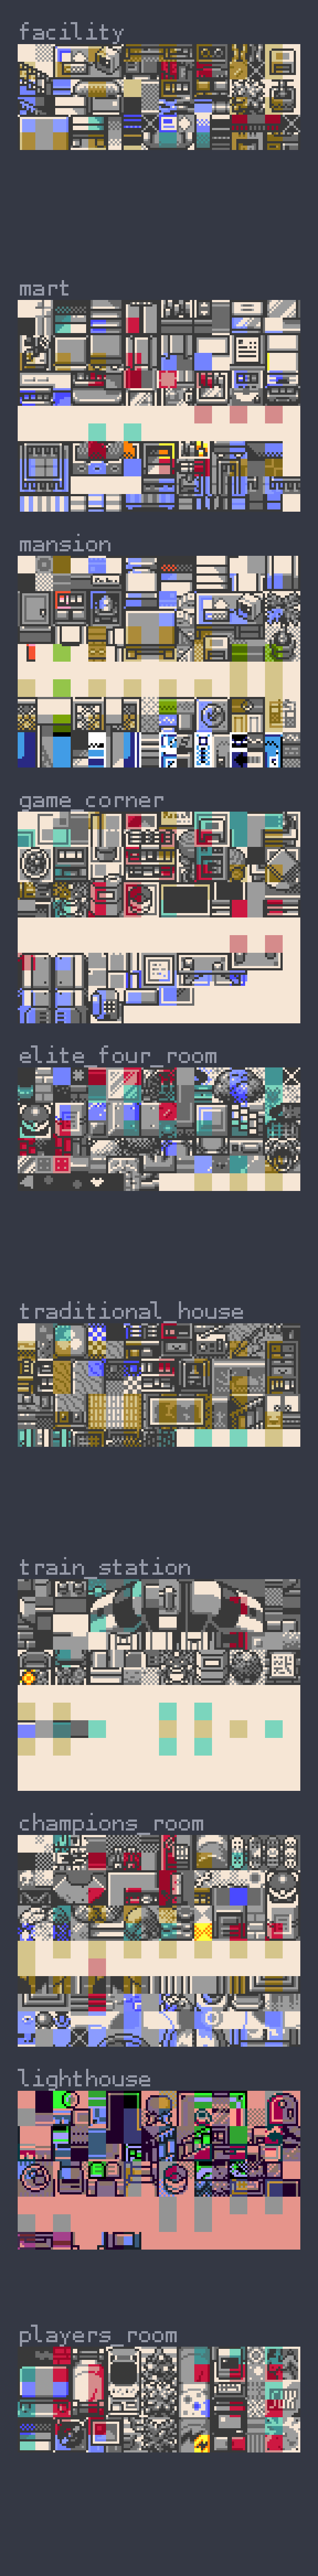 facility
mart
mansion
game_corner
elite_four_room
traditional_house
train_station
champions_room
lighthouse
players_room